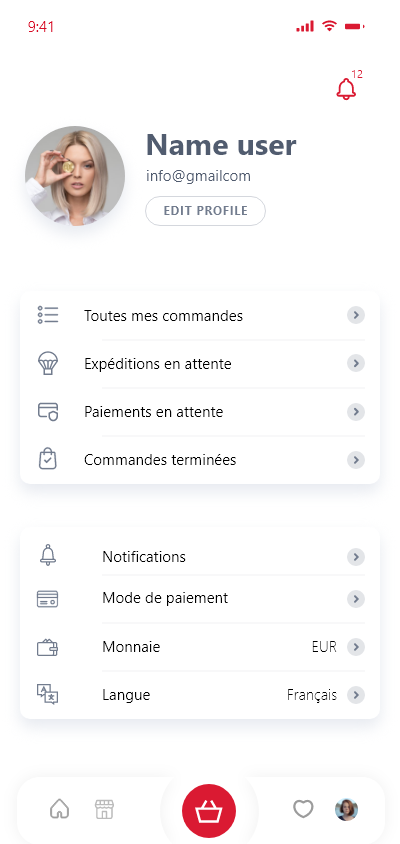 9:41
12
Name user
info@gmailcom
EDIT PROFILE
Toutes mes commandes
Expéditions en attente
Paiements en attente
Commandes terminées
Notifications
Mode de paiement
Monnaie EUR
Langue Français